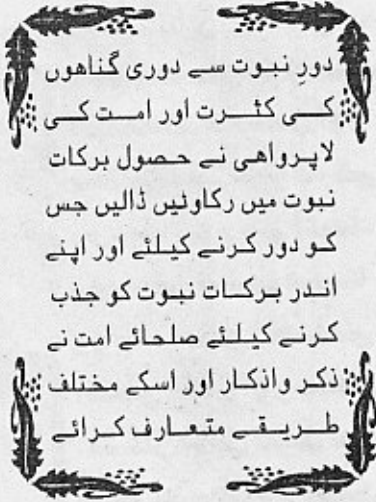 دورِ نبوت سے دوری گناھوں
کی کثرت اور امت کی
لاپرواھی نے حصول برکات
نبوت میں رکاوٹیں ڈالیں جس
کو دور کرنے کیلئے اور اپنے
اندر برکات نبوت کو جذب
کرنے کیلئے صلحائے امت نے
ذکر واذکار اور اسکے مختلف
طریقے متعارف کرائے